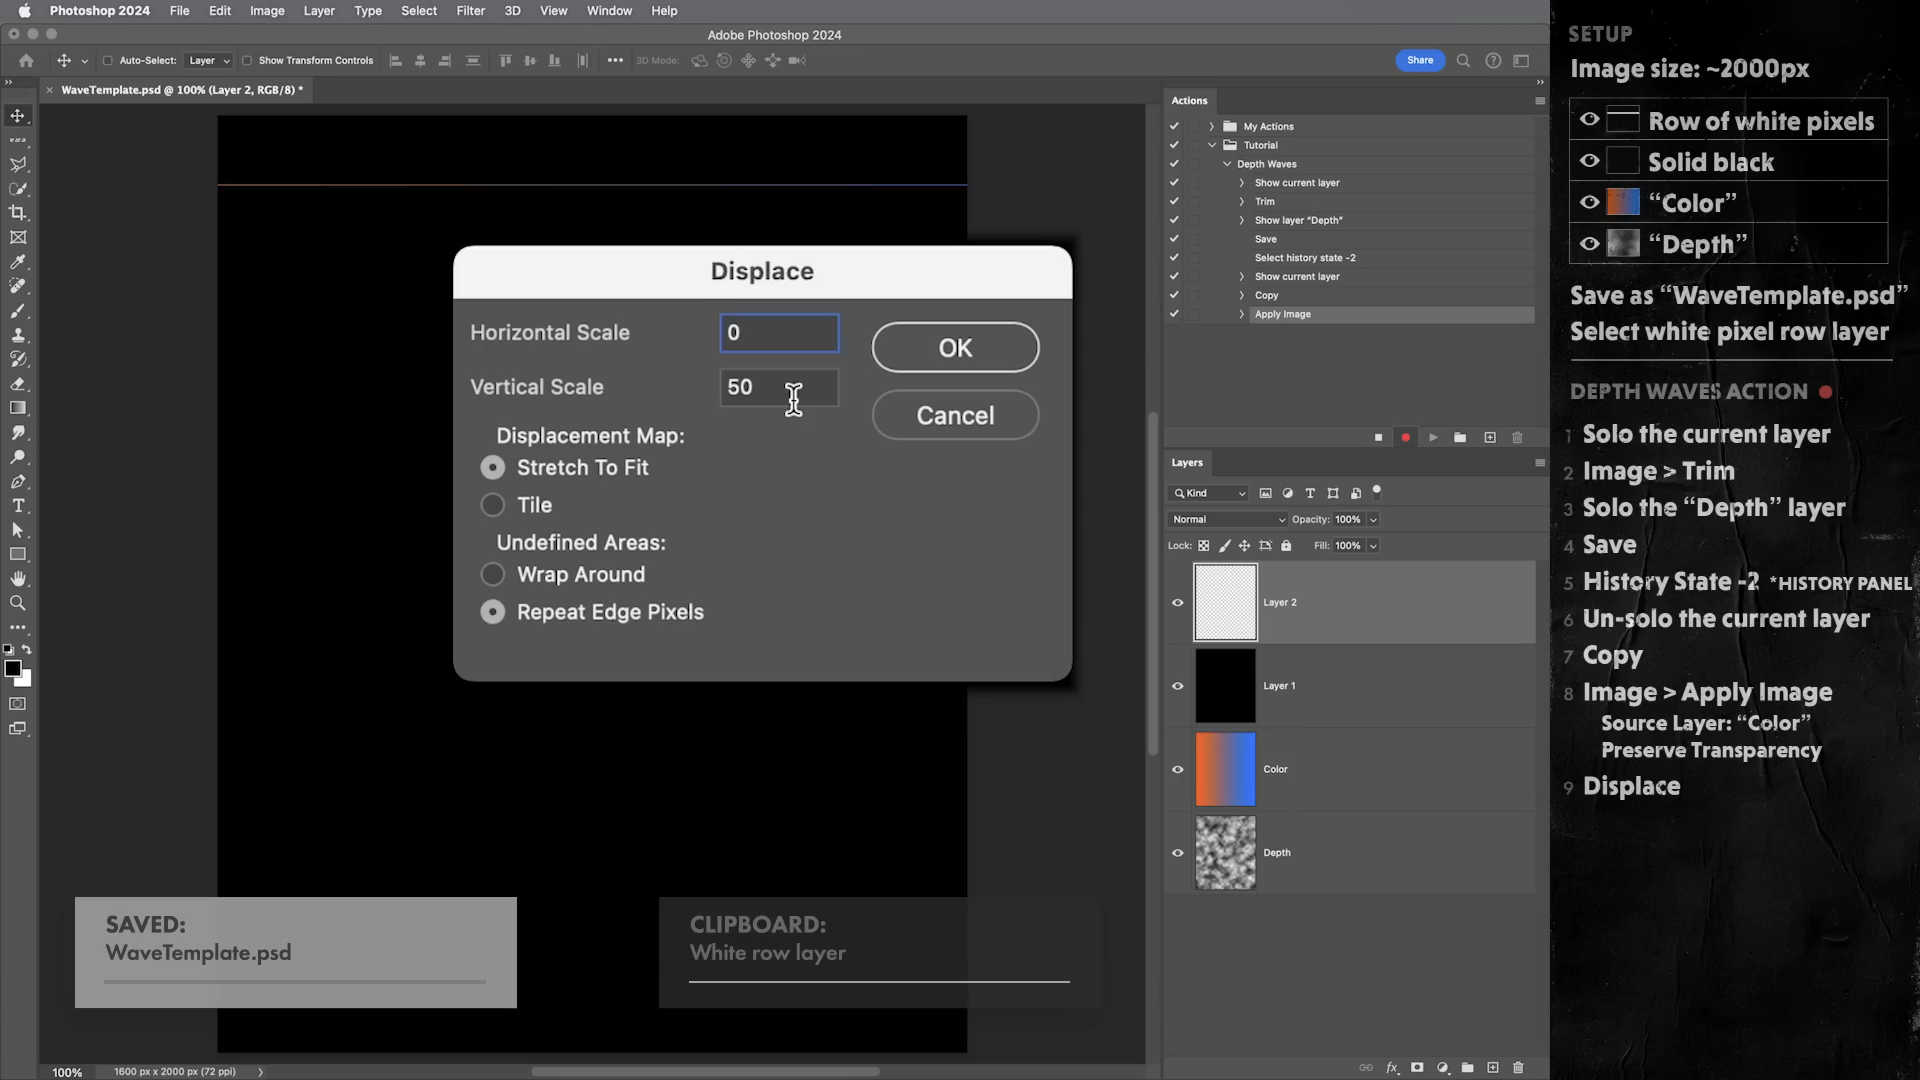 Photoshop 2024 File Edit Image Layer Type Select Filter 3D View Window Help
Adobe Photoshop 2024
Auto-Select: Layer Show Transform Controls 3D Mode: Share
WaveTemplate.psd @ 100% (Layer 2, RGB/8) *
Displace
Horizontal Scale 0
Vertical Scale 50
OK
Cancel
Displacement Map:
Stretch To Fit
Tile
Undefined Areas:
Wrap Around
Repeat Edge Pixels
SAVED:
WaveTemplate.psd
CLIPBOARD:
White row layer
100% 1600 px x 2000 px (72 ppi)
Actions
My Actions
Tutorial
Depth Waves
Show current layer
Trim
Show layer "Depth"
Save
Select history state -2
Show current layer
Copy
Apply Image
Layers
Kind
Normal Opacity: 100%
Lock: Fill: 100%
Layer 2
Layer 1
Color
Depth
fx
SETUP
Image size: ~2000px
Row of white pixels
Solid black
“Color”
“Depth”
Save as “WaveTemplate.psd”
Select white pixel row layer
DEPTH WAVES ACTION
1 Solo the current layer
2 Image > Trim
3 Solo the “Depth” layer
4 Save
5 History State -2 *HISTORY PANEL
6 Un-solo the current layer
7 Copy
8 Image > Apply Image
Source Layer: “Color”
Preserve Transparency
9 Displace